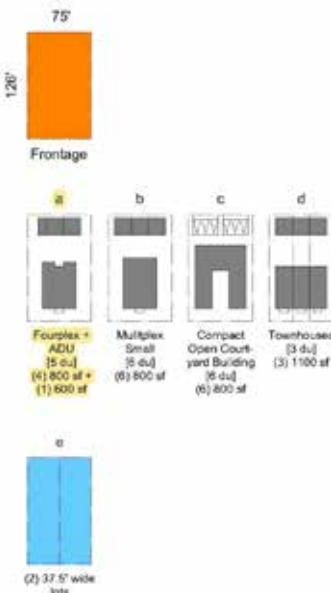 75'
126'
Frontage
a
b
c
d
Fourplex +
ADU
[5 du]
(4) 800 sf +
(1) 600 sf
Mulitplex
Small
[6 du]
(6) 800 sf
Compact
Open Court-
yard Building
[6 du]
(6) 800 sf
Townhouses
[3 du]
(3) 1100 sf
e
(2) 37.5' wide
lots